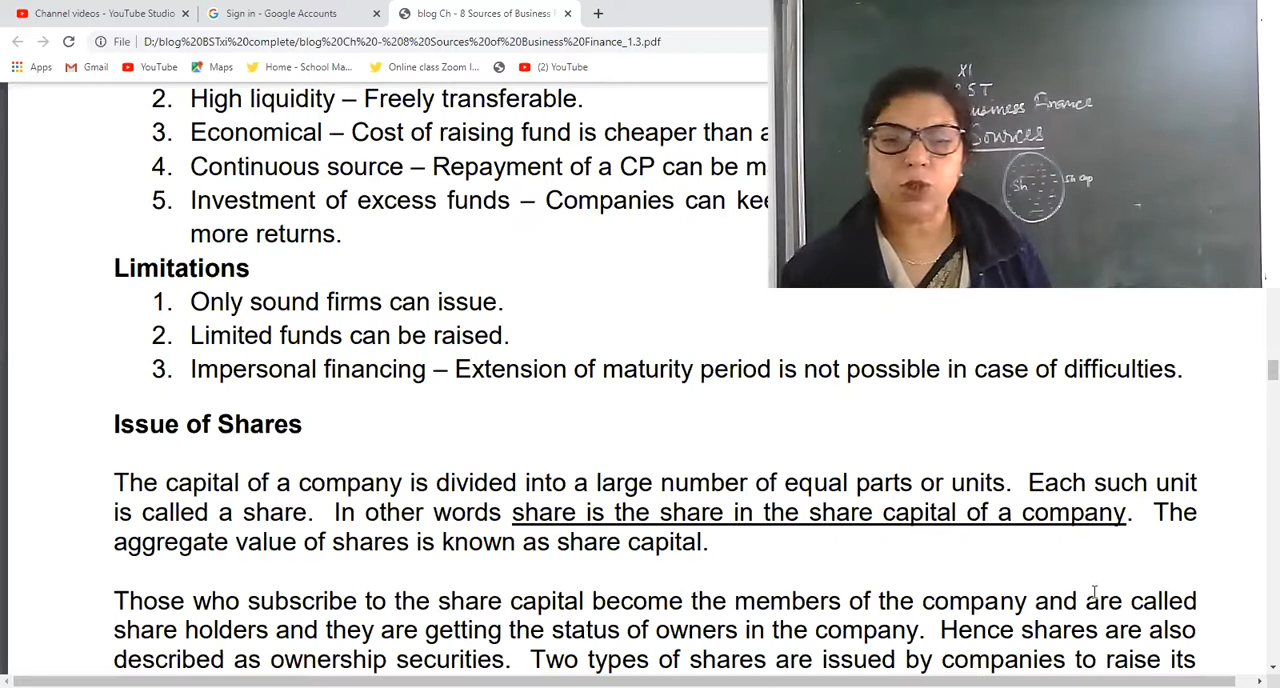 Channel videos - YouTube Studio
Sign in - Google Accounts
blog Ch - 8 Sources of Business
File D:/blog%20BSTxi%20complete/blog%20Ch%20-%208%20Sources%20of%20Business%20Finance_1.3.pdf
Apps Gmail YouTube Maps Home - School Ma... Online class Zoom l... (2) YouTube
XI
ST
usiness Finance
Sources
Sh
Sh cap
2. High liquidity – Freely transferable.
3. Economical – Cost of raising fund is cheaper than a
4. Continuous source – Repayment of a CP can be m
5. Investment of excess funds – Companies can kee
more returns.
Limitations
1. Only sound firms can issue.
2. Limited funds can be raised.
3. Impersonal financing – Extension of maturity period is not possible in case of difficulties.
Issue of Shares
The capital of a company is divided into a large number of equal parts or units. Each such unit
is called a share. In other words share is the share in the share capital of a company. The
aggregate value of shares is known as share capital.
Those who subscribe to the share capital become the members of the company and are called
share holders and they are getting the status of owners in the company. Hence shares are also
described as ownership securities. Two types of shares are issued by companies to raise its